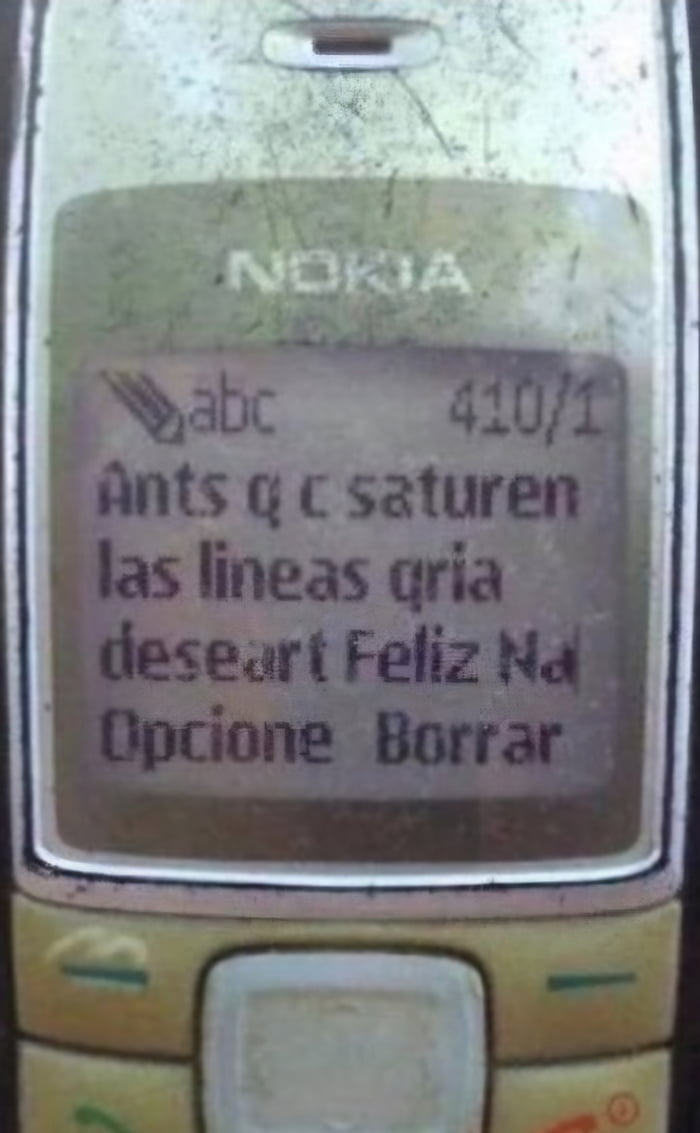 NOKIA
abc 410/1
Ants q c saturen
las lineas qria
deseart Feliz Na
Opcione Borrar